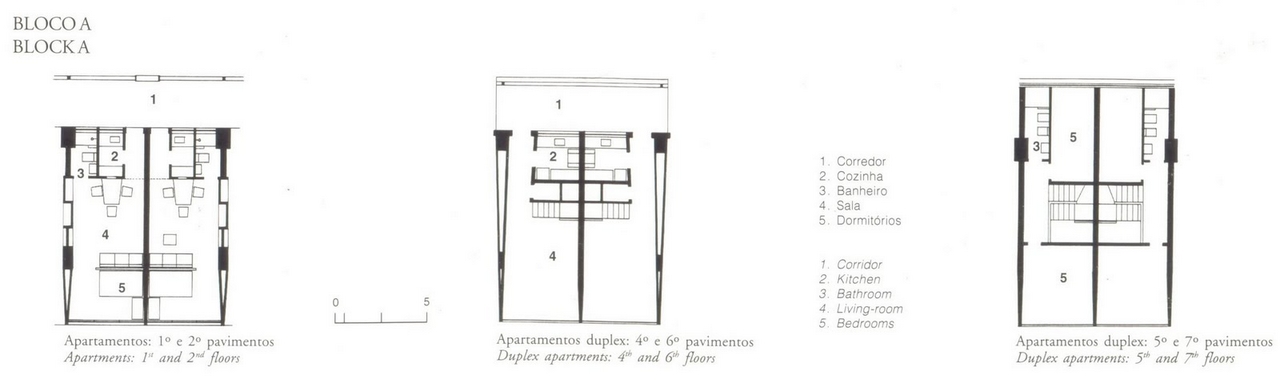 BLOCO A
BLOCK A
1
2
3
4
5
Apartamentos: 1º e 2º pavimentos
Apartments: 1st and 2nd floors
0 5
1
2
4
Apartamentos duplex: 4º e 6º pavimentos
Duplex apartments: 4th and 6th floors
1. Corredor
2. Cozinha
3. Banheiro
4. Sala
5. Dormitórios
1. Corridor
2. Kitchen
3. Bathroom
4. Living-room
5. Bedrooms
5
3
5
Apartamentos duplex: 5º e 7º pavimentos
Duplex apartments: 5th and 7th floors